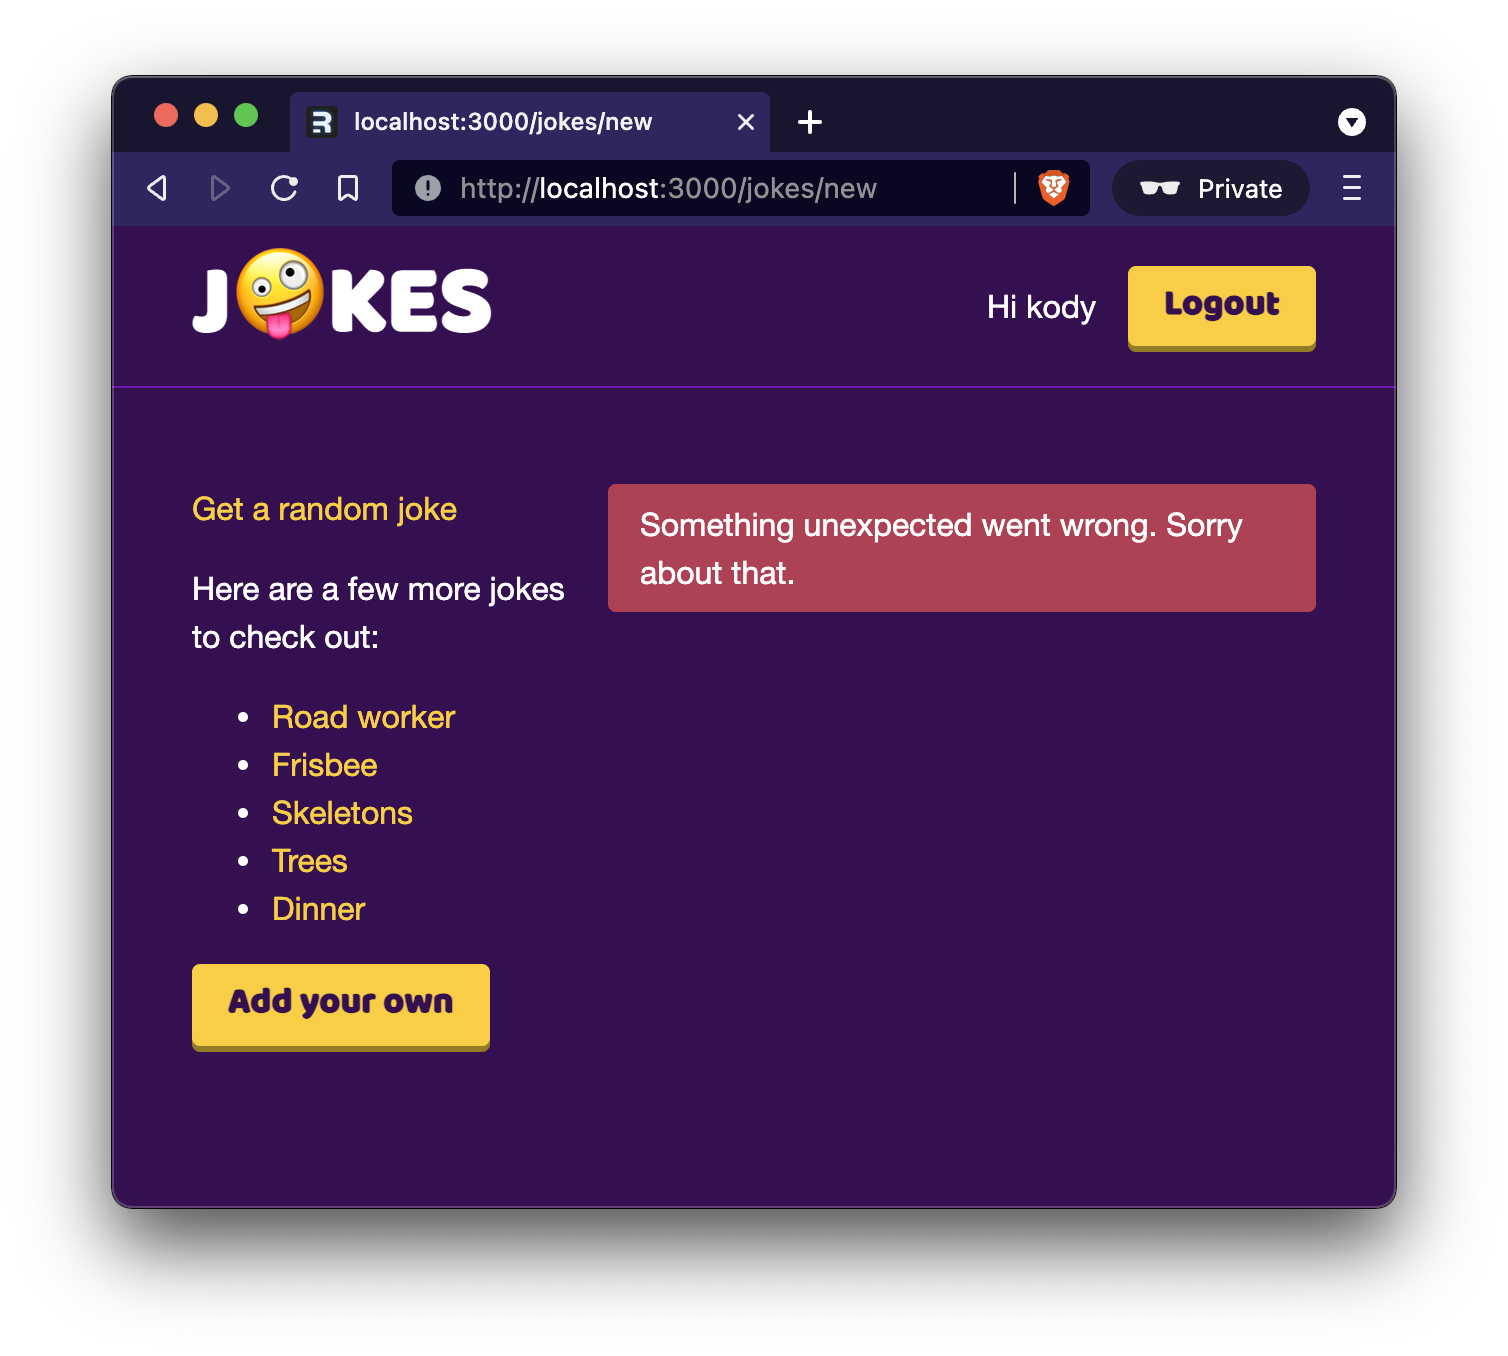 localhost:3000/jokes/new
http://localhost:3000/jokes/new
Private
J🤪KES
Hi kody
Logout
Get a random joke
Here are a few more jokes
to check out:
Road worker
Frisbee
Skeletons
Trees
Dinner
Add your own
Something unexpected went wrong. Sorry
about that.